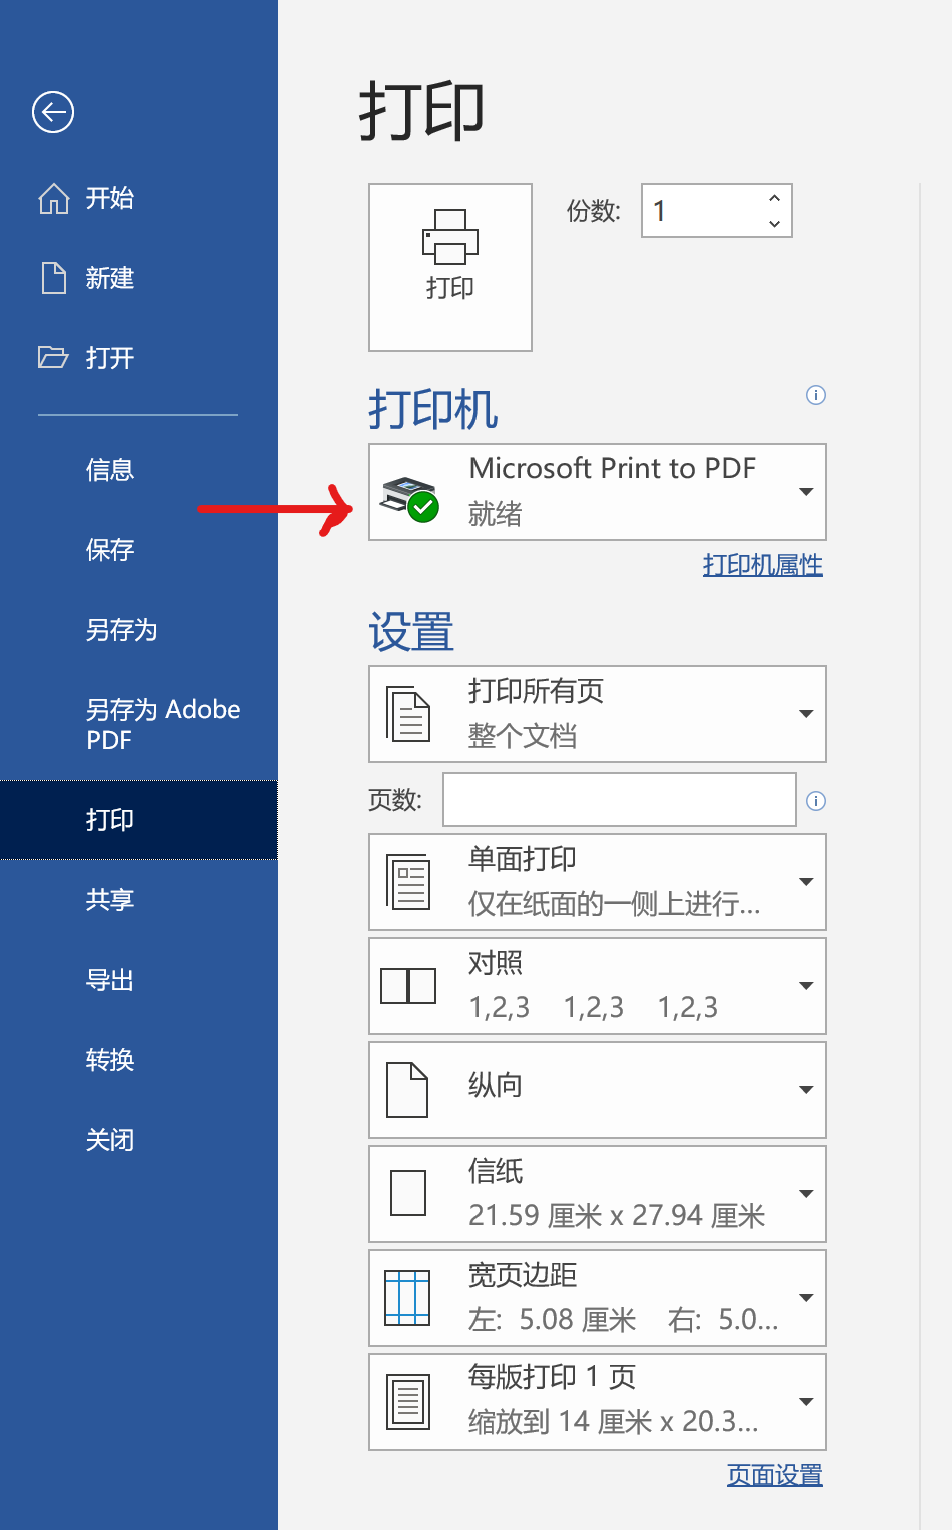 打印
开始
新建
打开
信息
保存
另存为
另存为 Adobe
PDF
打印
共享
导出
转换
关闭
打印
份数: 1
打印机
Microsoft Print to PDF
就绪
打印机属性
设置
打印所有页
整个文档
页数:
单面打印
仅在纸面的一侧上进行...
对照
1,2,3 1,2,3 1,2,3
纵向
信纸
21.59 厘米 x 27.94 厘米
宽页边距
左: 5.08 厘米 右: 5.0...
每版打印 1 页
缩放到 14 厘米 x 20.3...
页面设置